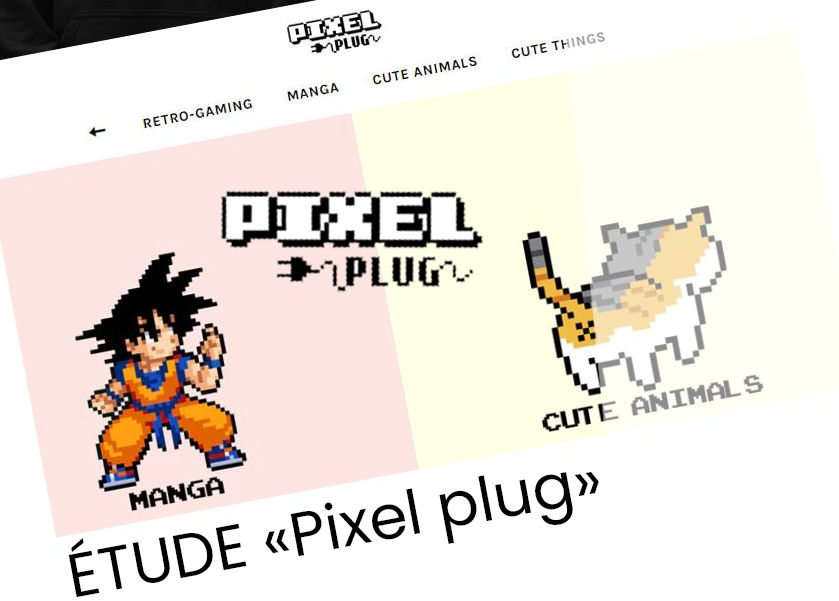 PIXEL
PLUG
RETRO-GAMING MANGA CUTE ANIMALS CUTE THINGS
PIXEL
PLUG
MANGA
CUTE ANIMALS
ÉTUDE «Pixel plug»